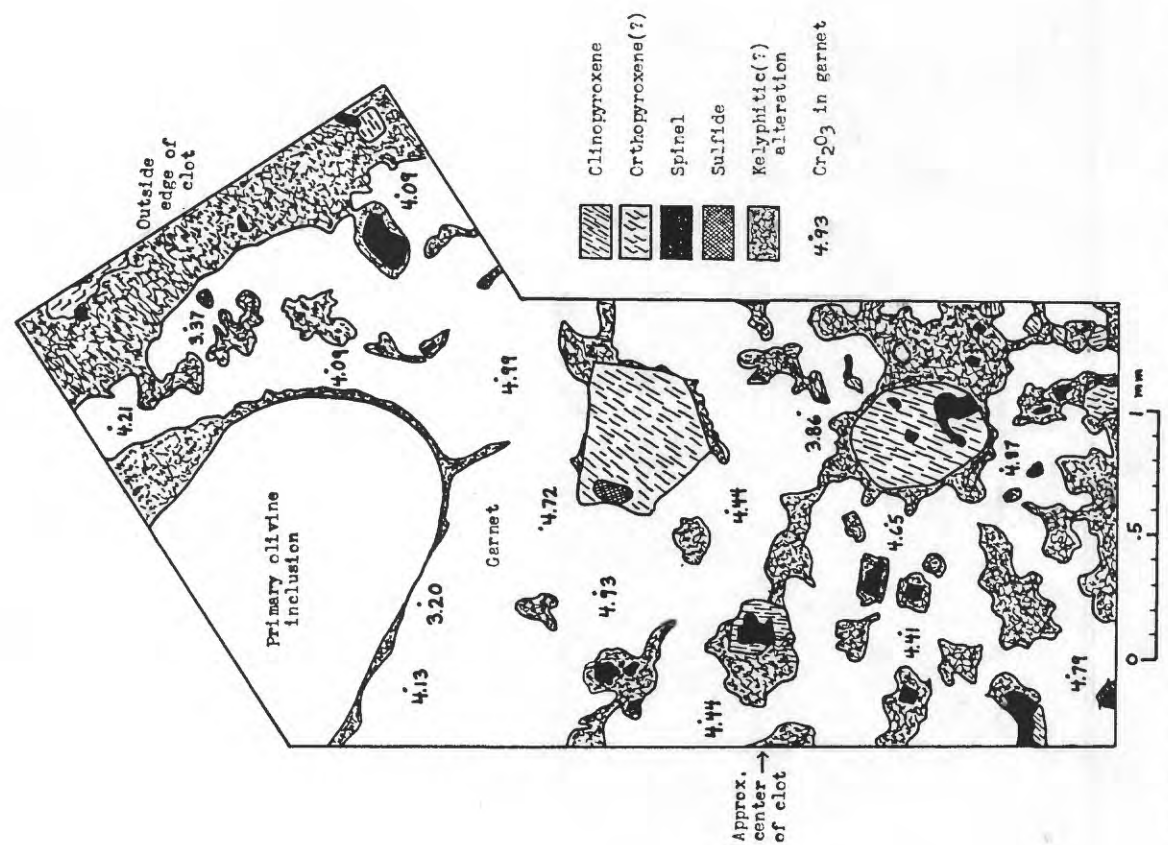 Outside
edge of
clot
4.21
3.37
4.09
4.09
Primary olivine
inclusion
4.99
Garnet
3.20
4.13
4.72
4.93
4.44
4.44
3.86
Approx.
center →
of clot
4.65
4.87
4.41
4.79
Clinopyroxene
Orthopyroxene(?)
Spinel
Sulfide
Kelyphitic(?)
alteration
4.93
Cr₂O₃ in garnet
0 .5 1
mm